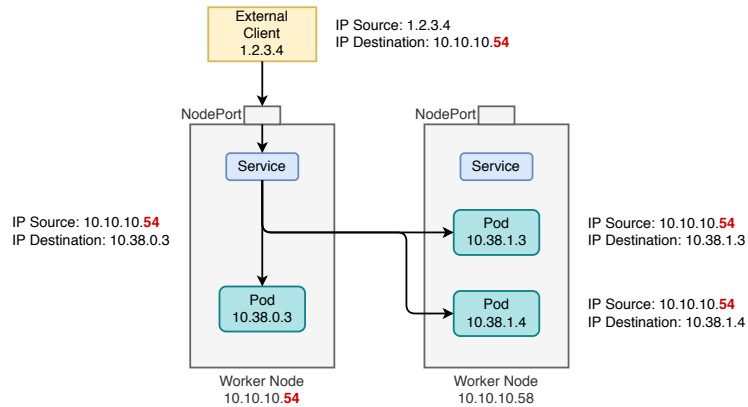 External
Client
1.2.3.4
IP Source: 1.2.3.4
IP Destination: 10.10.10.54
NodePort
NodePort
Service
Service
IP Source: 10.10.10.54
IP Destination: 10.38.0.3
Pod
10.38.1.3
IP Source: 10.10.10.54
IP Destination: 10.38.1.3
Pod
10.38.0.3
Pod
10.38.1.4
IP Source: 10.10.10.54
IP Destination: 10.38.1.4
Worker Node
10.10.10.54
Worker Node
10.10.10.58